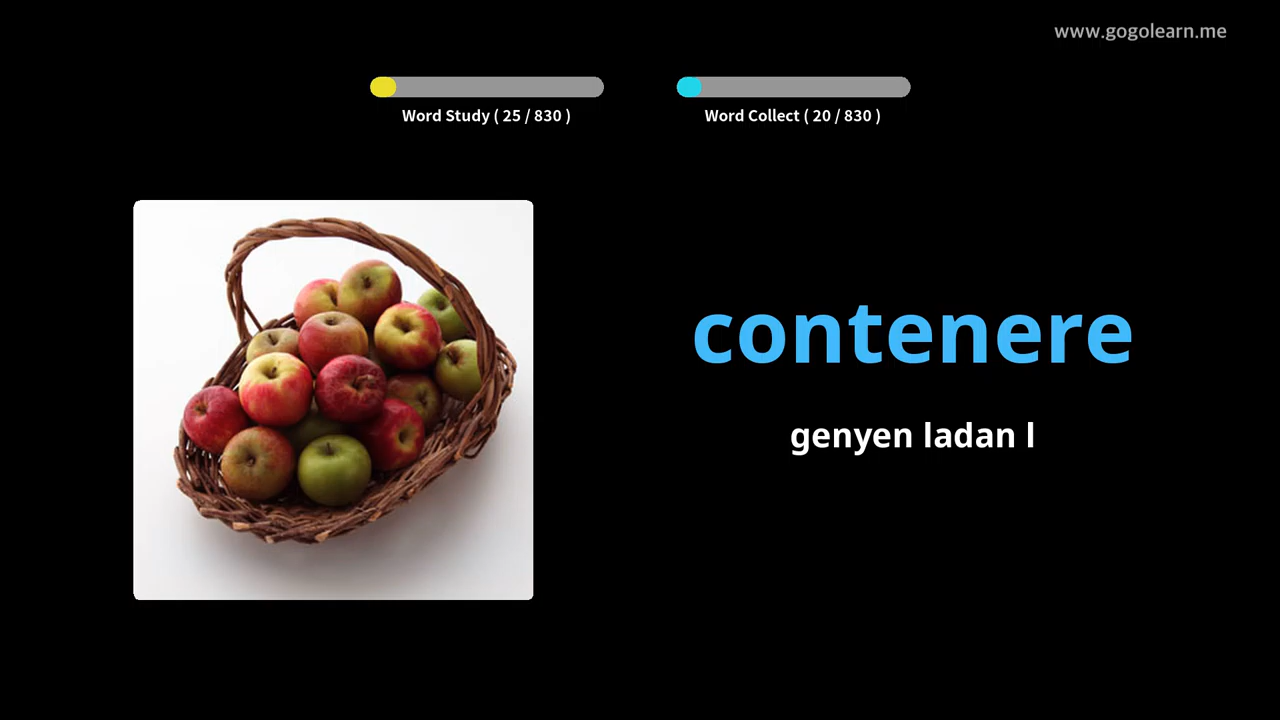 www.gogolearn.me
Word Study ( 25 / 830 )
Word Collect ( 20 / 830 )
contenere
genyen ladan l